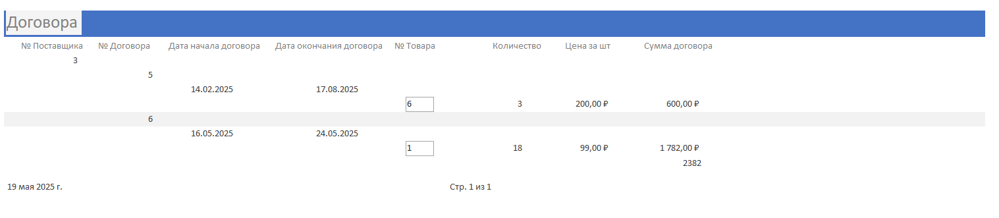 Договора
№ Поставщика № Договора Дата начала договора Дата окончания договора № Товара Количество Цена за шт Сумма договора
3
5
14.02.2025 17.08.2025
6 3 200,00 ₽ 600,00 ₽
6
16.05.2025 24.05.2025
1 18 99,00 ₽ 1 782,00 ₽
2382
19 мая 2025 г. Стр. 1 из 1